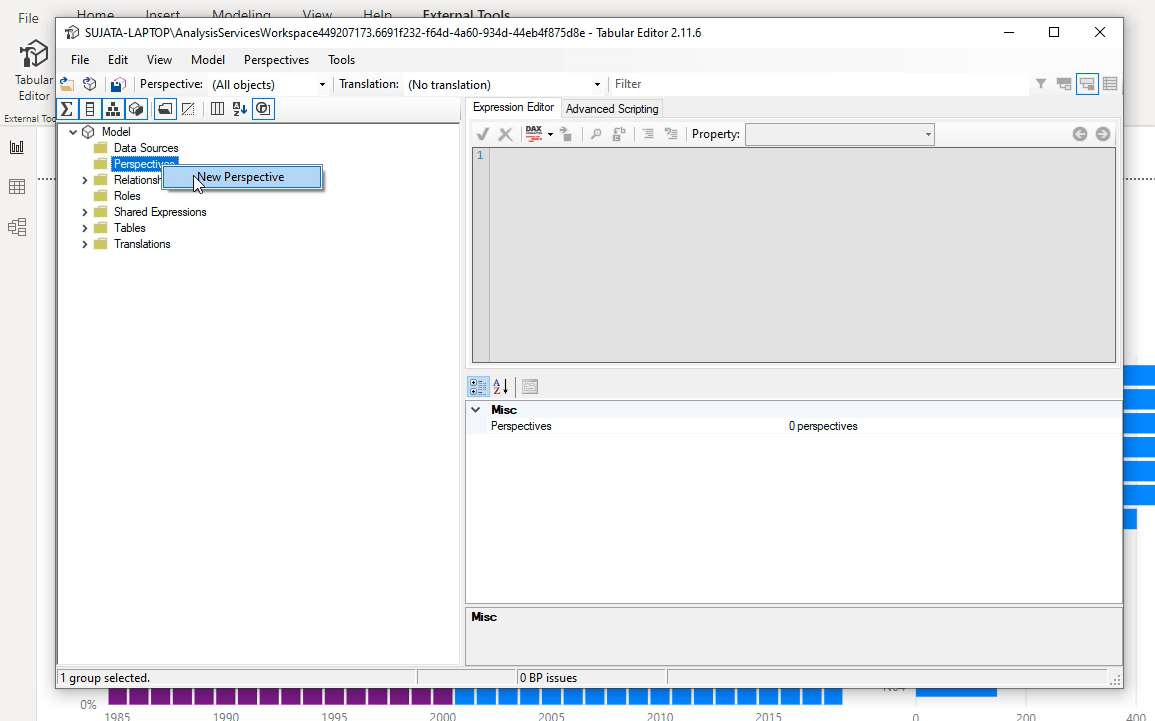 File Home Insert Modeling View Help External Tools
SUJATA-LAPTOP\AnalysisServicesWorkspace449207173.6691f232-f64d-4a60-934d-44eb4f875d8e - Tabular Editor 2.11.6
Tabular
Editor
External Too
File Edit View Model Perspectives Tools
Perspective: (All objects) Translation: (No translation) Filter
Expression Editor Advanced Scripting
DAX Property:
1
Model
Data Sources
Perspectives
New Perspective
Relationsh
Roles
Shared Expressions
Tables
Translations
Misc
Perspectives 0 perspectives
Misc
1 group selected. 0 BP issues
0%
1985 1990 1995 2000 2005 2010 2015 0 200 400